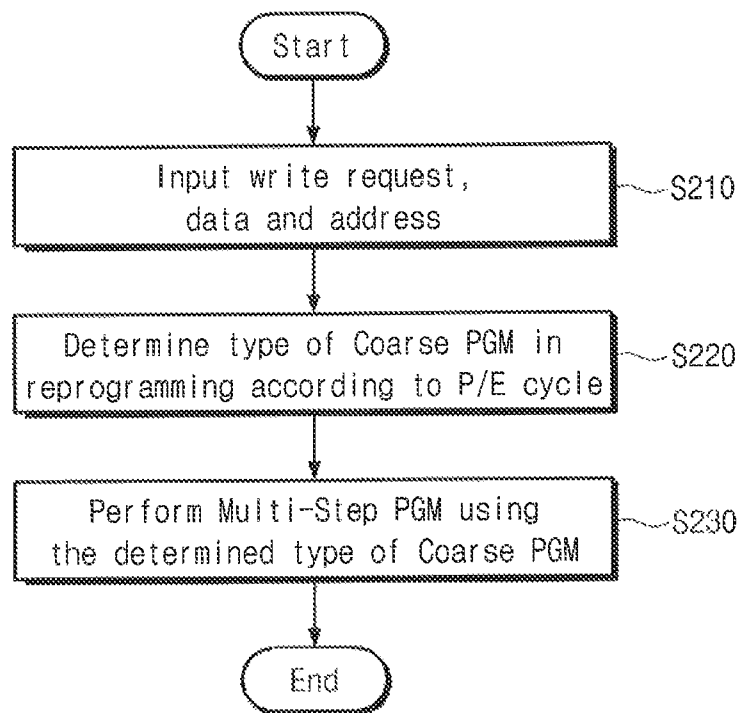 Start
Input write request,
data and address
S210
Determine type of Coarse PGM in
reprogramming according to P/E cycle
S220
Perform Multi-Step PGM using
the determined type of Coarse PGM
S230
End